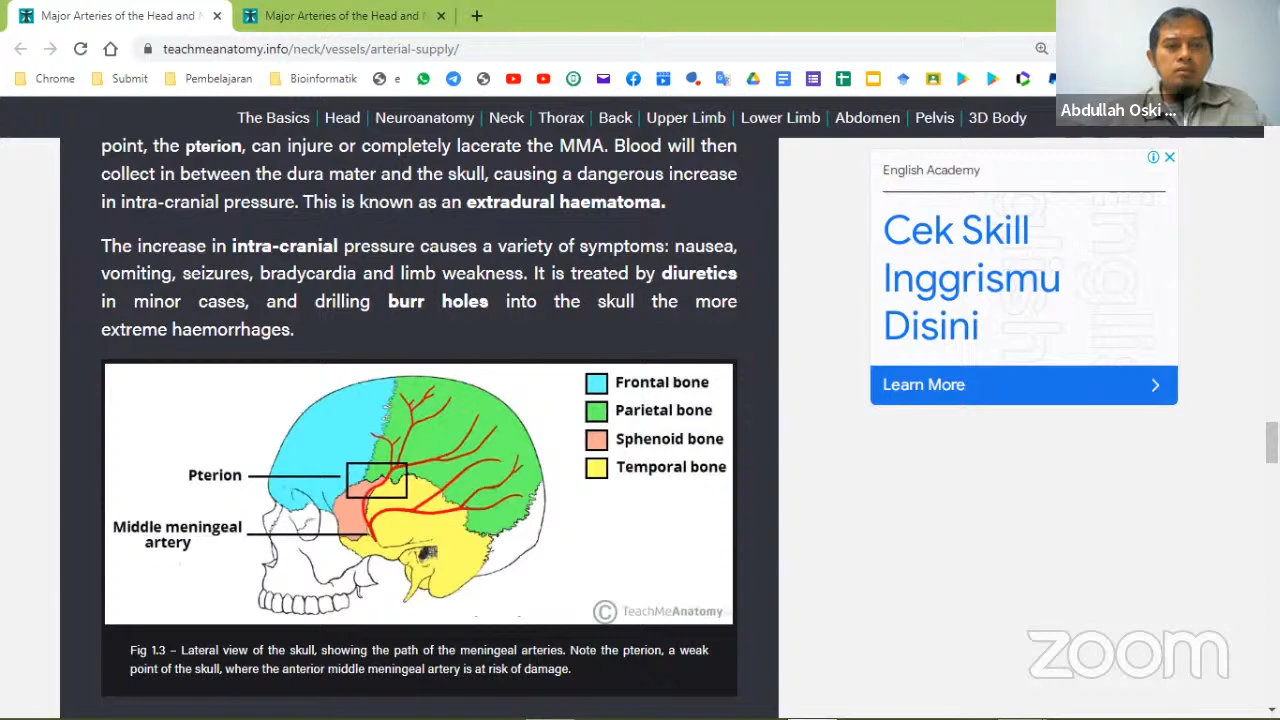 Major Arteries of the Head and N
Major Arteries of the Head and N
teachmeanatomy.info/neck/vessels/arterial-supply/
Chrome
Submit
Pembelajaran
Bioinformatik
e
Abdullah Oski ...
The Basics | Head | Neuroanatomy | Neck | Thorax | Back | Upper Limb | Lower Limb | Abdomen | Pelvis | 3D Body
point, the pterion, can injure or completely lacerate the MMA. Blood will then
collect in between the dura mater and the skull, causing a dangerous increase
in intra-cranial pressure. This is known as an extradural haematoma.
The increase in intra-cranial pressure causes a variety of symptoms: nausea,
vomiting, seizures, bradycardia and limb weakness. It is treated by diuretics
in minor cases, and drilling burr holes into the skull the more
extreme haemorrhages.
Frontal bone
Parietal bone
Sphenoid bone
Temporal bone
Pterion
Middle meningeal
artery
© TeachMeAnatomy
Fig 1.3 – Lateral view of the skull, showing the path of the meningeal arteries. Note the pterion, a weak
point of the skull, where the anterior middle meningeal artery is at risk of damage.
English Academy
Cek Skill
Inggrismu
Disini
Learn More
zoom